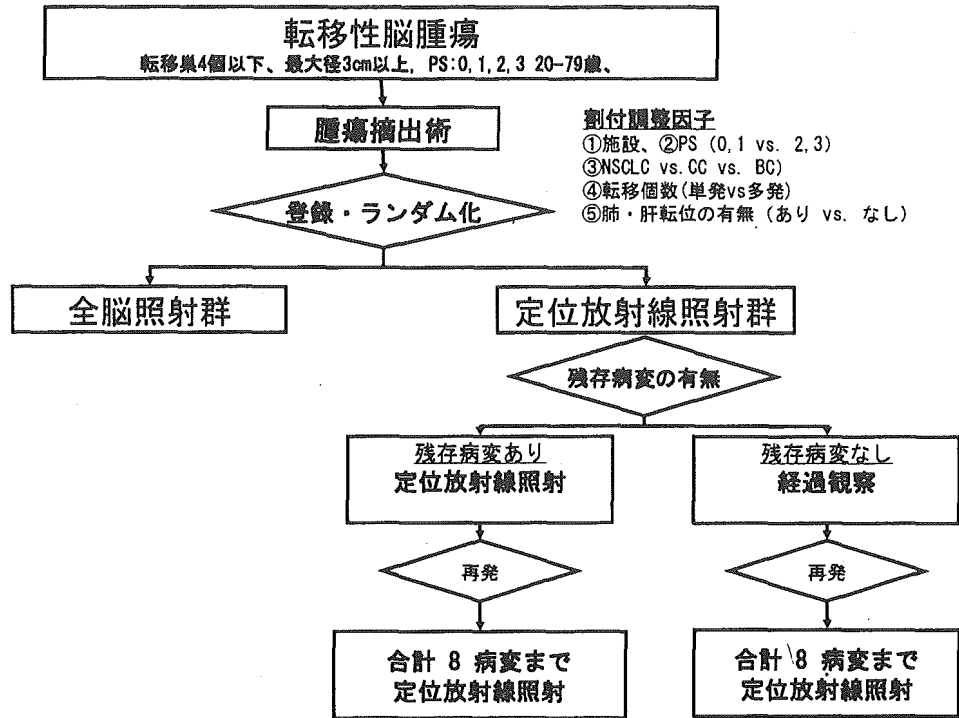 転移性脳腫瘍
転移巣4個以下、最大径3cm以上, PS:0,1,2,3 20-79歳、
腫瘍摘出術
割付調整因子
①施設、②PS (0,1 vs. 2,3)
③NSCLC vs.CC vs. BC)
④転移個数(単発vs多発)
⑤肺・肝転位の有無 (あり vs. なし)
登録・ランダム化
全脳照射群
定位放射線照射群
残存病変の有無
残存病変あり
定位放射線照射
残存病変なし
経過観察
再発
再発
合計 8 病変まで
定位放射線照射
合計 8 病変まで
定位放射線照射